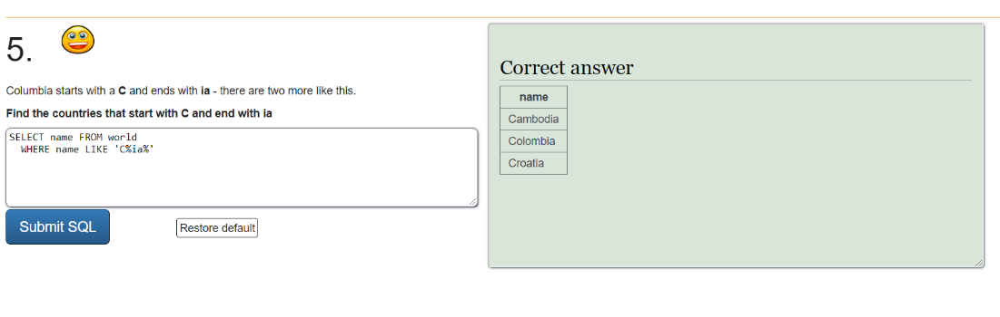 5.
Columbia starts with a C and ends with ia - there are two more like this.
Find the countries that start with C and end with ia
SELECT name FROM world
WHERE name LIKE 'C%ia%'
Submit SQL
Restore default
Correct answer
name
Cambodia
Colombia
Croatia